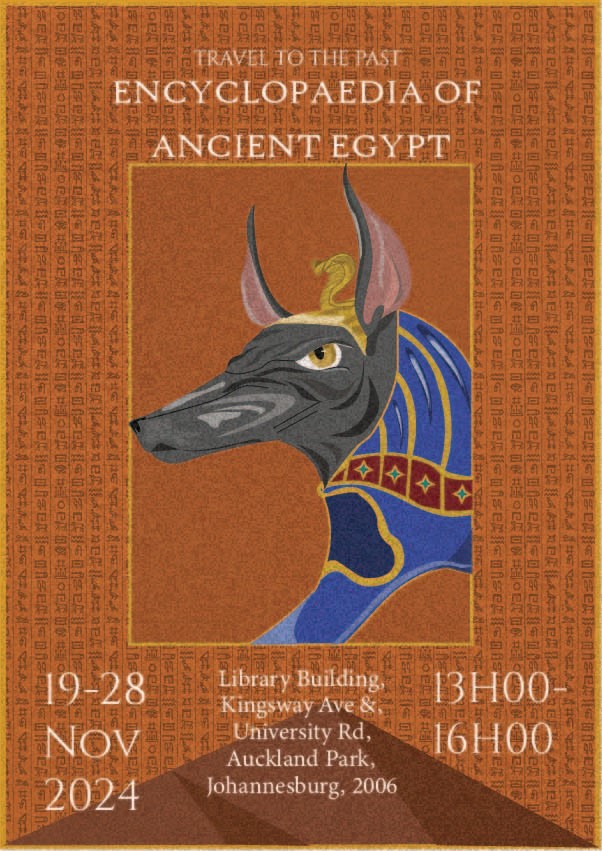 TRAVEL TO THE PAST
ENCYCLOPAEDIA OF
ANCIENT EGYPT
19-28
Nov
2024
Library Building,
Kingsway Ave &,
University Rd,
Auckland Park,
Johannesburg, 2006
13H00-
16H00